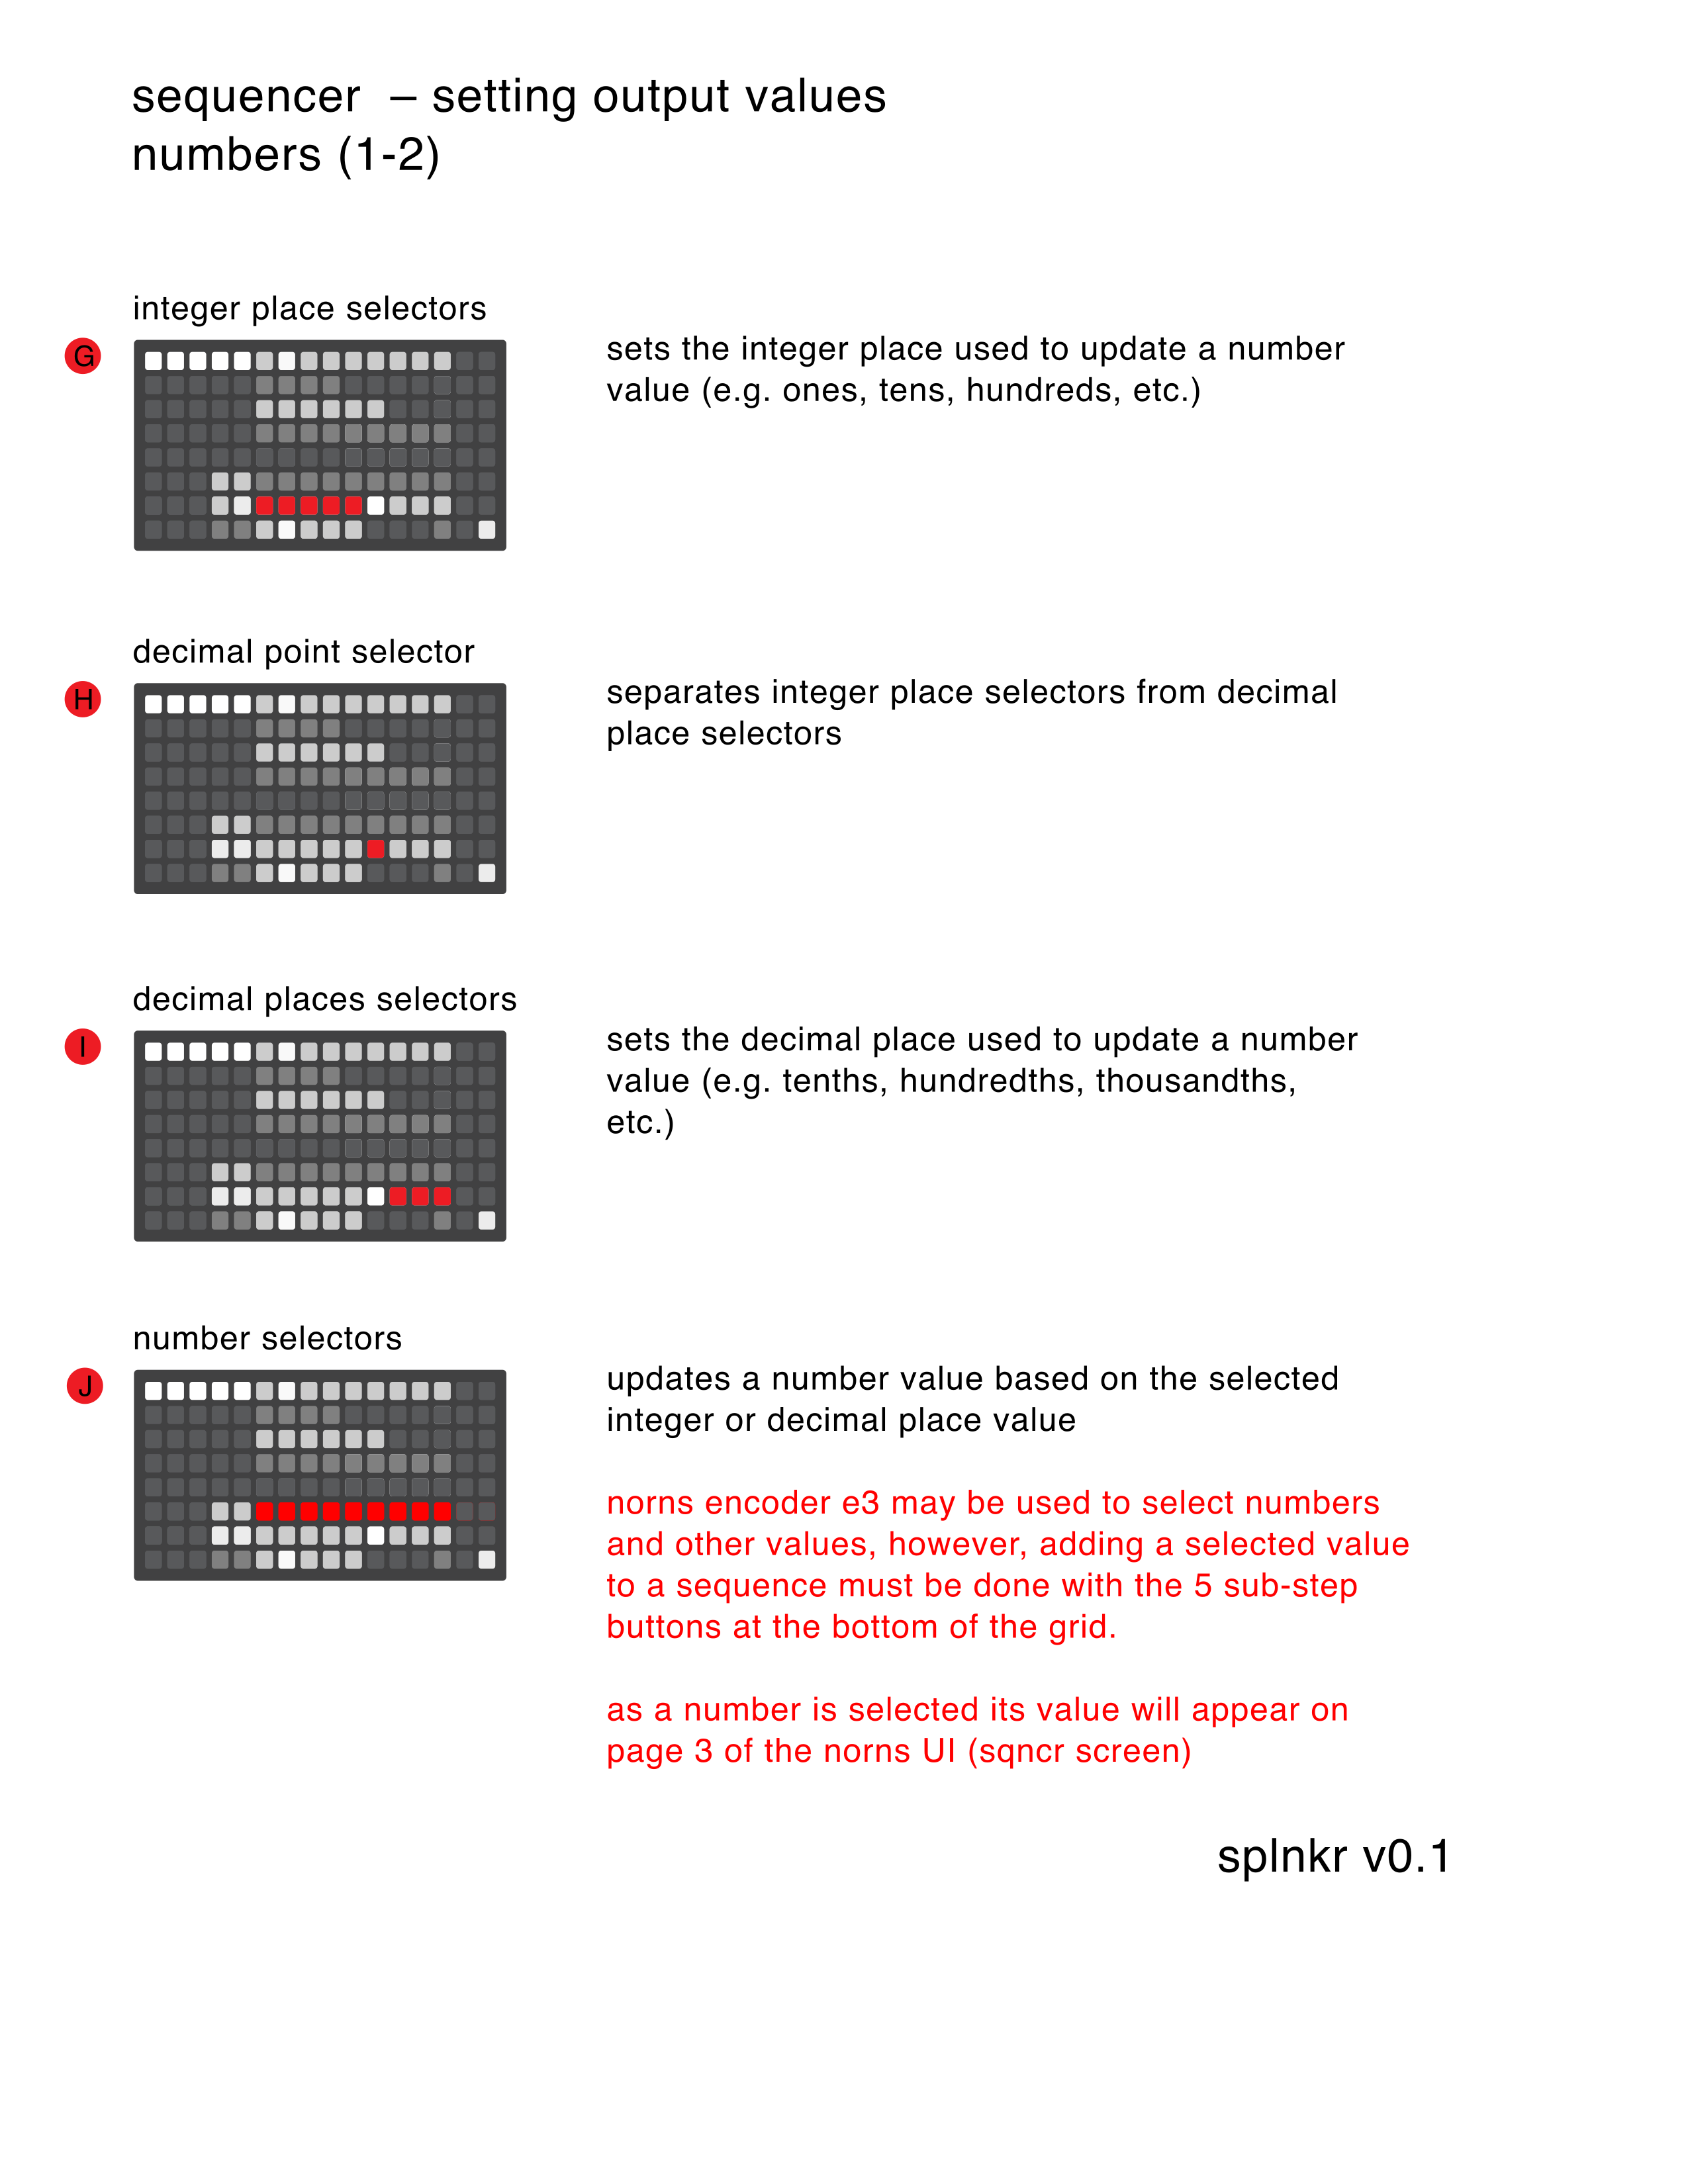 sequencer  – setting output values
numbers (1-2)
integer place selectors
G
sets the integer place used to update a number
value (e.g. ones, tens, hundreds, etc.)
decimal point selector
H
separates integer place selectors from decimal
place selectors
decimal places selectors
I
sets the decimal place used to update a number
value (e.g. tenths, hundredths, thousandths,
etc.)
number selectors
J
updates a number value based on the selected
integer or decimal place value
norns encoder e3 may be used to select numbers
and other values, however, adding a selected value
to a sequence must be done with the 5 sub-step
buttons at the bottom of the grid.
as a number is selected its value will appear on
page 3 of the norns UI (sqncr screen)
splnkr v0.1